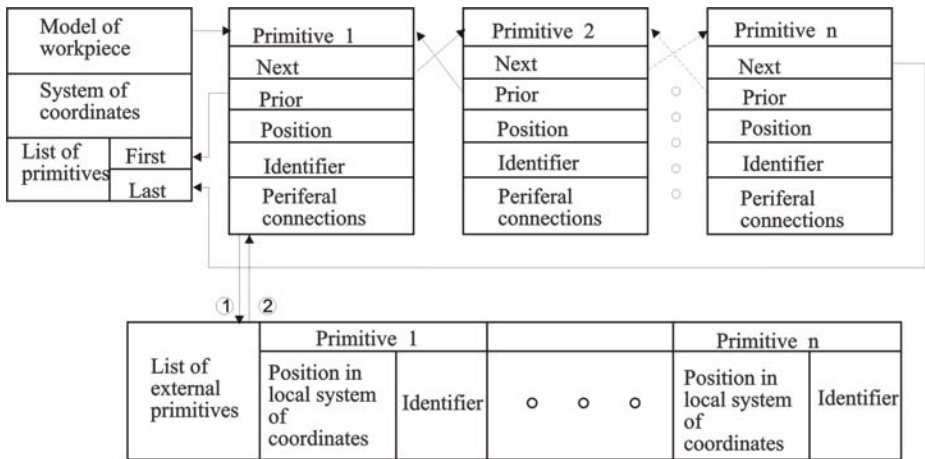 Model of
workpiece
System of
coordinates
List of
primitives
First
Last
Primitive 1
Next
Prior
Position
Identifier
Periferal
connections
Primitive 2
Next
Prior
Position
Identifier
Periferal
connections
Primitive n
Next
Prior
Position
Identifier
Periferal
connections
1
2
List of
external
primitives
Primitive 1
Position in
local system
of
coordinates
Identifier
Primitive n
Position in
local system
of
coordinates
Identifier